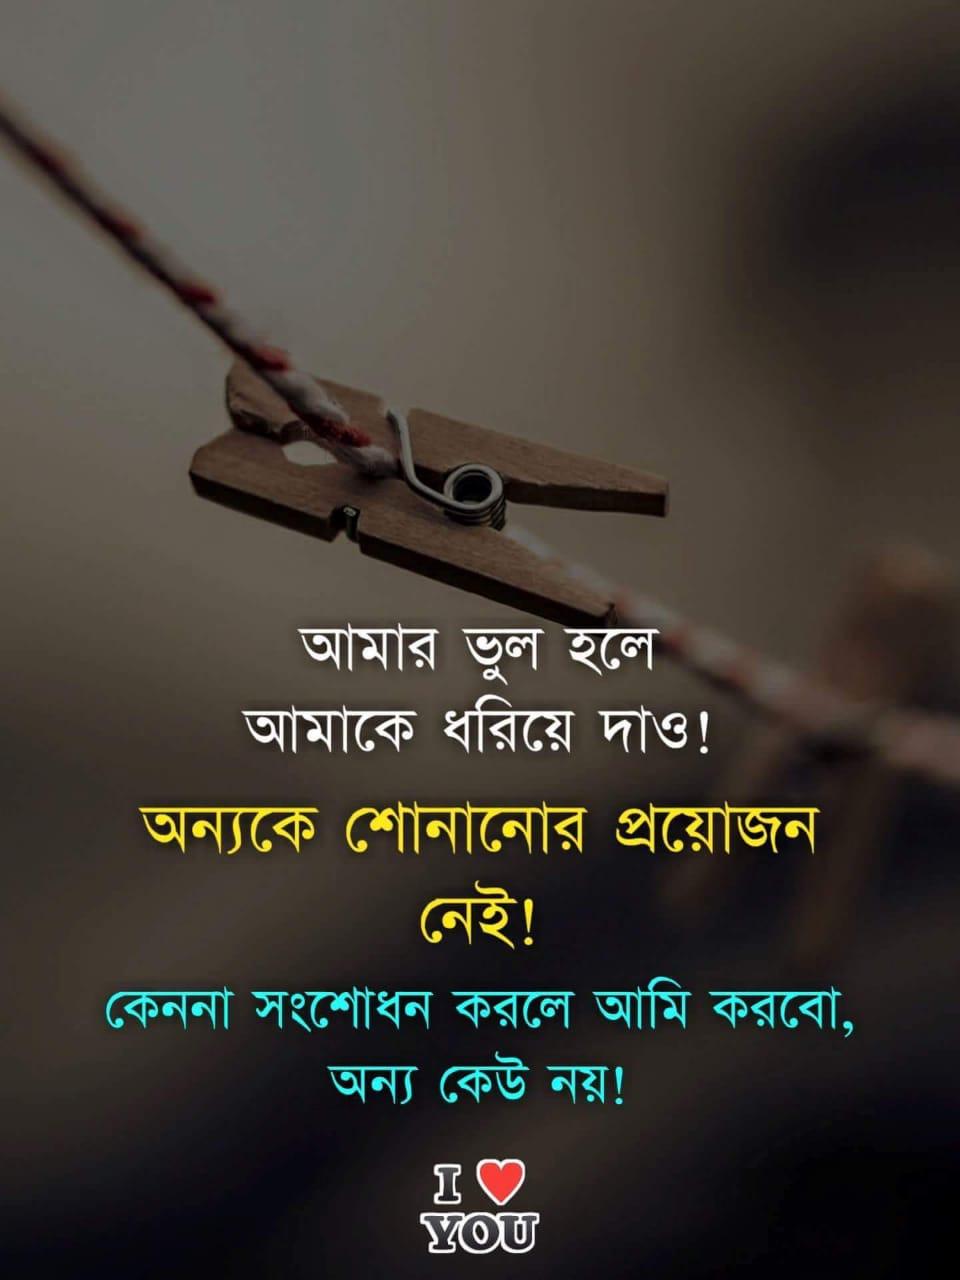 আমার ভুল হলে
আমাকে ধরিয়ে দাও!
অন্যকে শোনানোর প্রয়োজন
নেই!
কেননা সংশোধন করলে আমি করবো,
অন্য কেউ নয়!
I ❤
YOU